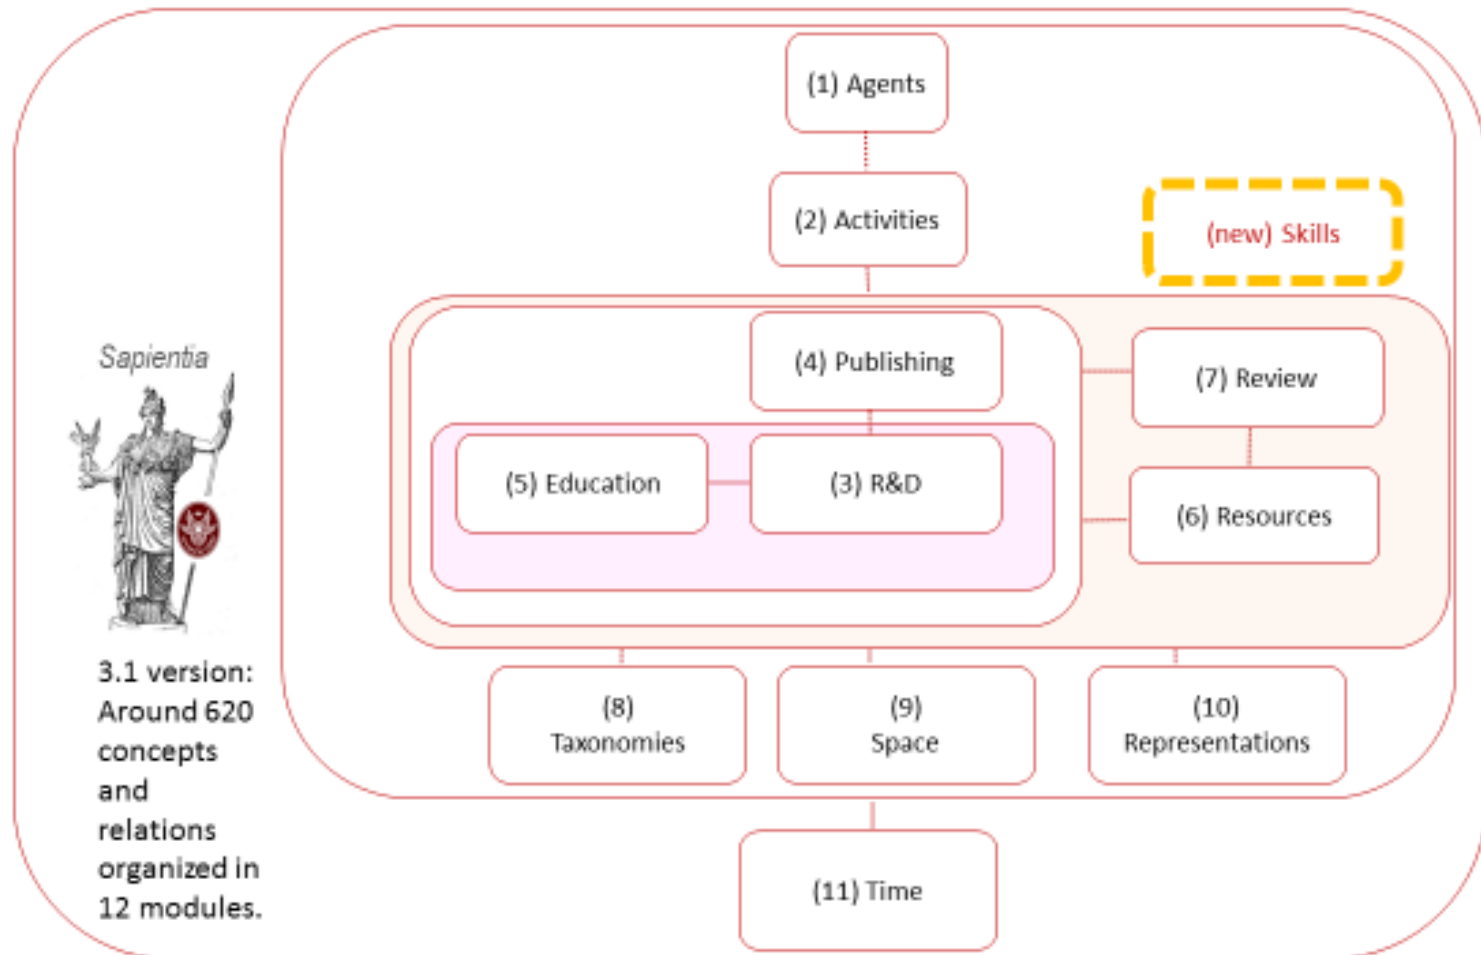 (1) Agents
(2) Activities
(new) Skills
(4) Publishing
(7) Review
(5) Education
(3) R&D
(6) Resources
(8)
Taxonomies
(9)
Space
(10)
Representations
(11) Time
Sapientia
3.1 version:
Around 620
concepts
and
relations
organized in
12 modules.